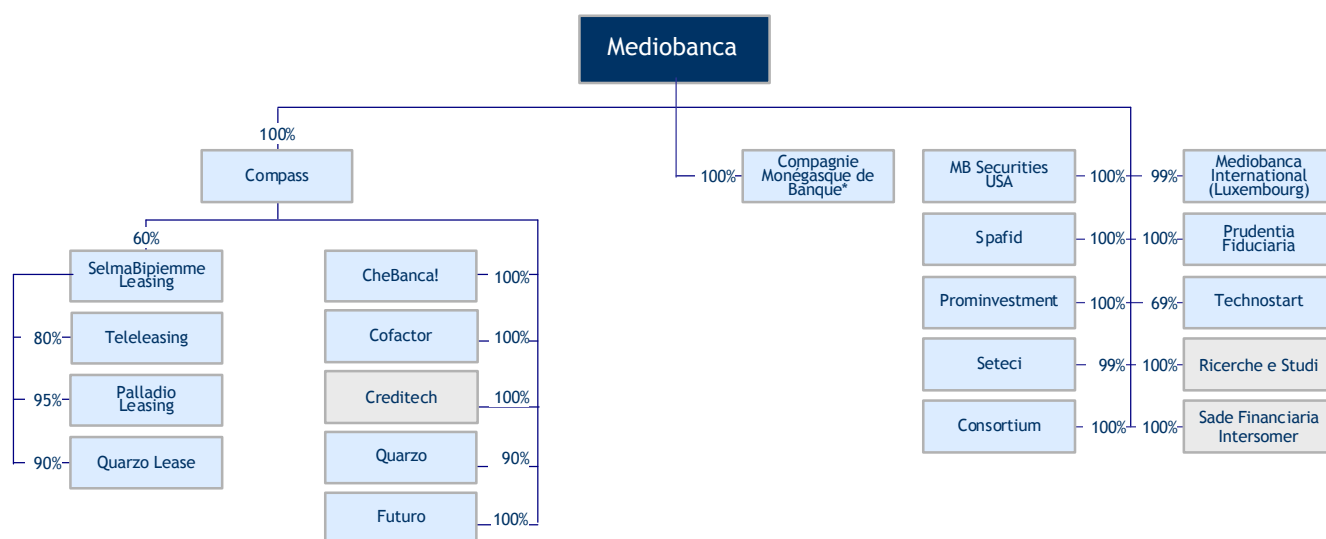 Mediobanca
100%
Compass
100%
Compagnie
Monégasque de
Banque*
MB Securities
USA
100%
99%
Mediobanca
International
(Luxembourg)
Spafid
100%
100%
Prudentia
Fiduciaria
Prominvestment
100%
69%
Technostart
Seteci
99%
100%
Ricerche e Studi
Consortium
100%
100%
Sade Financiaria
Intersomer
60%
SelmaBipiemme
Leasing
80%
Teleleasing
95%
Palladio
Leasing
90%
Quarzo Lease
CheBanca!
100%
Cofactor
100%
Creditech
100%
Quarzo
90%
Futuro
100%